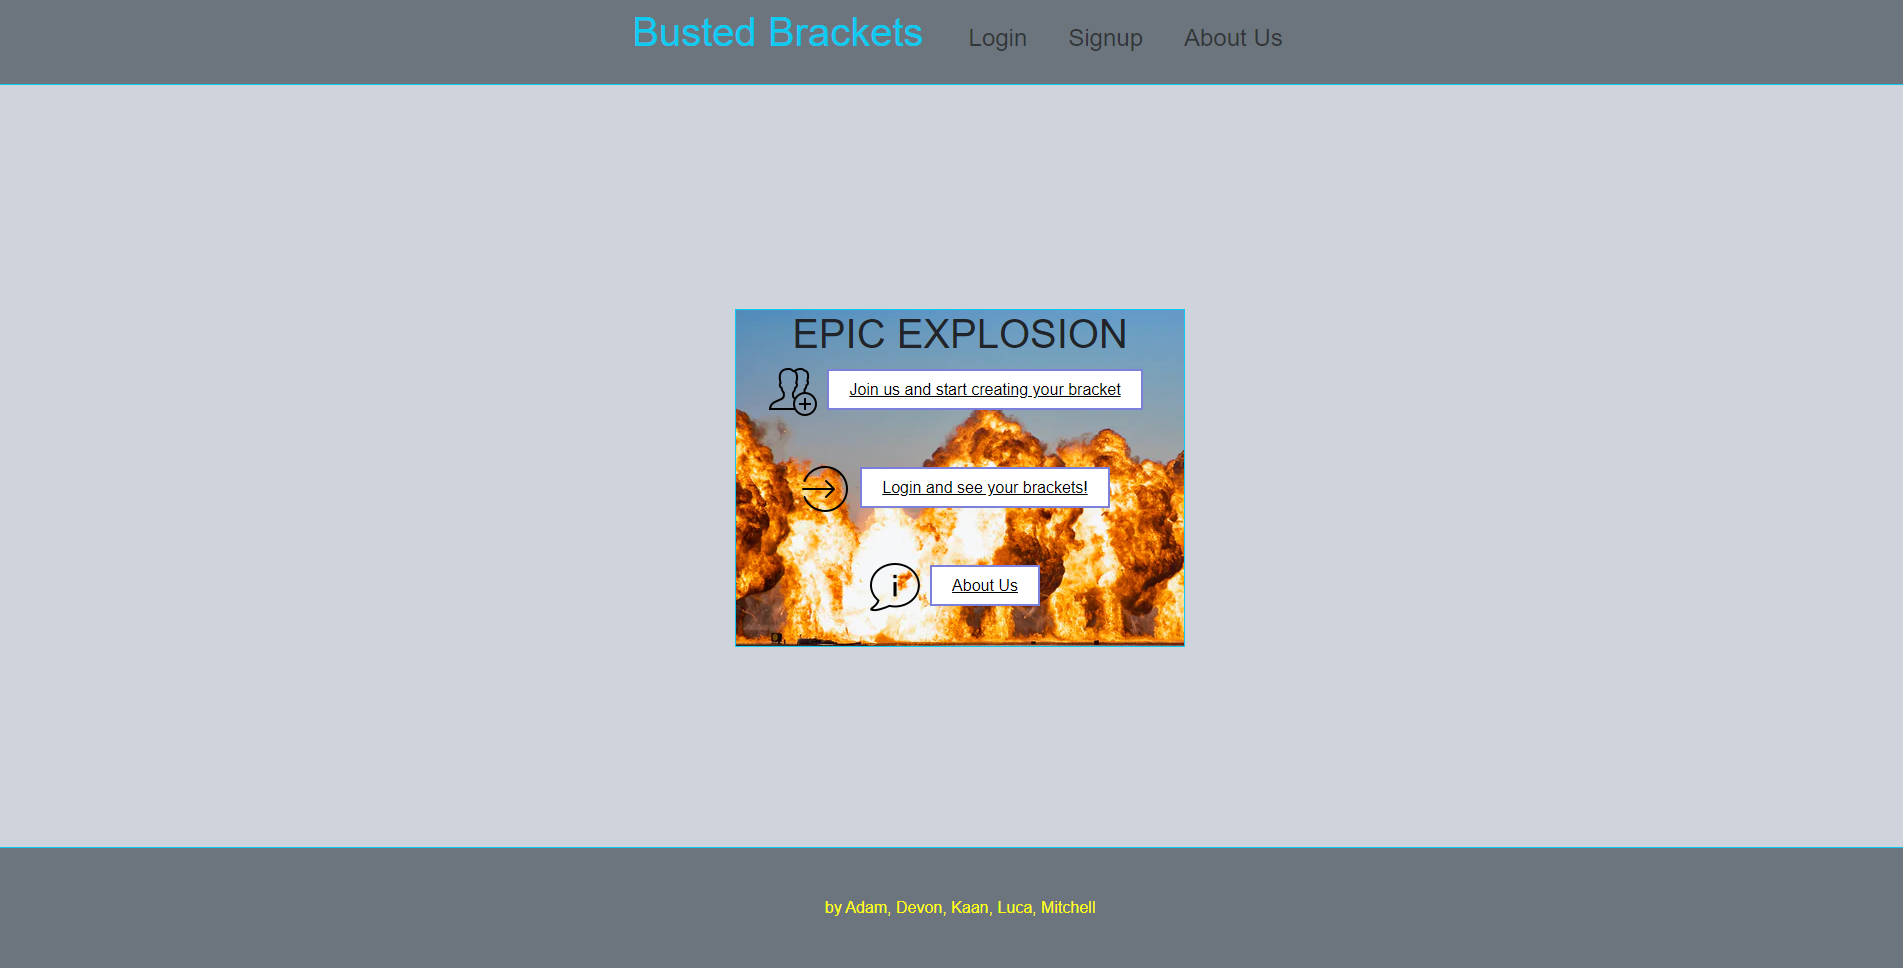 Busted Brackets Login Signup About Us
EPIC EXPLOSION
Join us and start creating your bracket
Login and see your brackets!
i
About Us
by Adam, Devon, Kaan, Luca, Mitchell